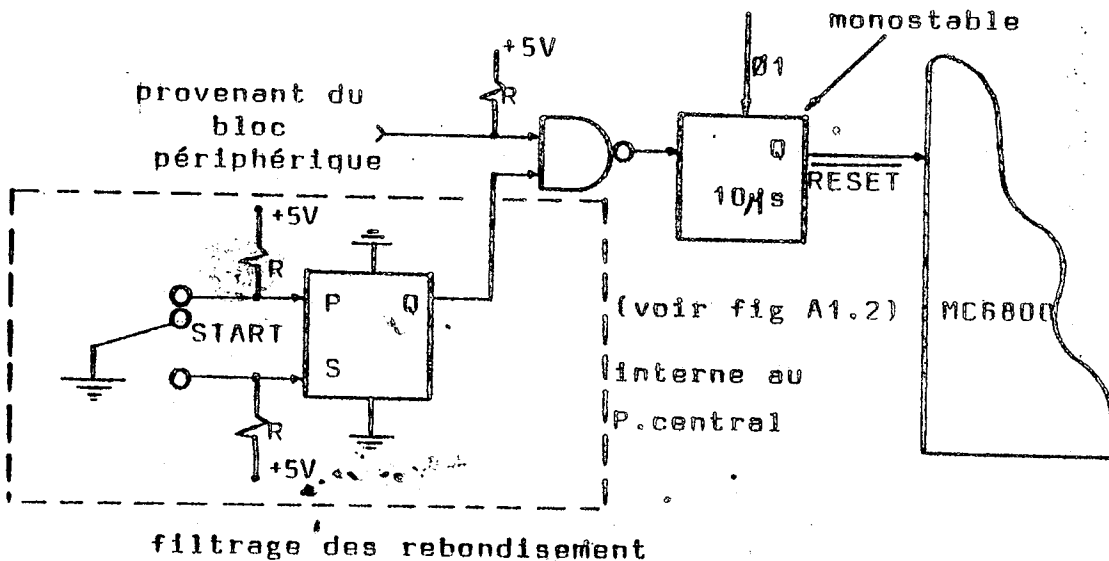 monostable
+5V
Ø1
R
provenant du
bloc
périphérique
Q
10µs
RESET
+5V
R
P
Q
START
S
R
+5V
(voir fig A1.2)
MC6800
interne au
P.central
filtrage des rebondisement